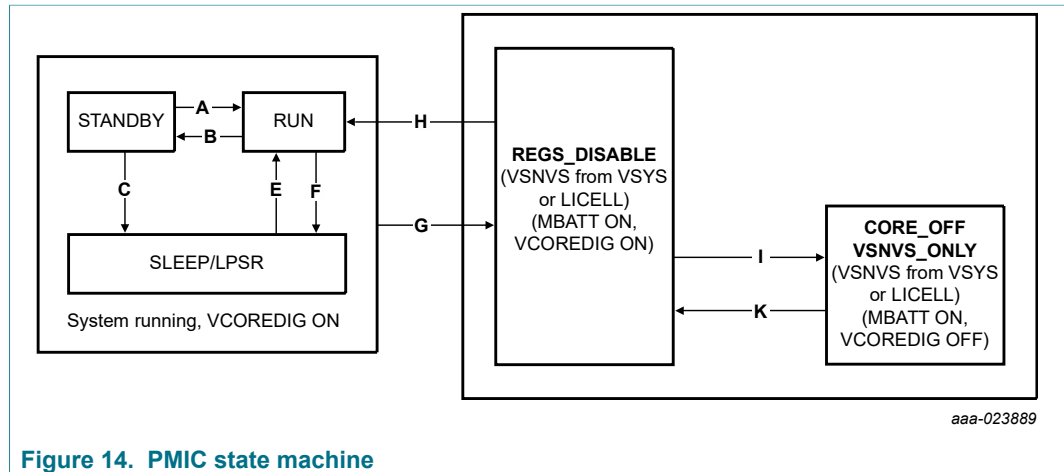 STANDBY
A
B
RUN
C
E
F
SLEEP/LPSR
System running, VCOREDIG ON
H
G
REGS_DISABLE
(VSNVS from VSYS
or LICELL)
(MBATT ON,
VCOREDIG ON)
I
K
CORE_OFF
VSNVS_ONLY
(VSNVS from VSYS
or LICELL)
(MBATT ON,
VCOREDIG OFF)
aaa-023889
Figure 14. PMIC state machine